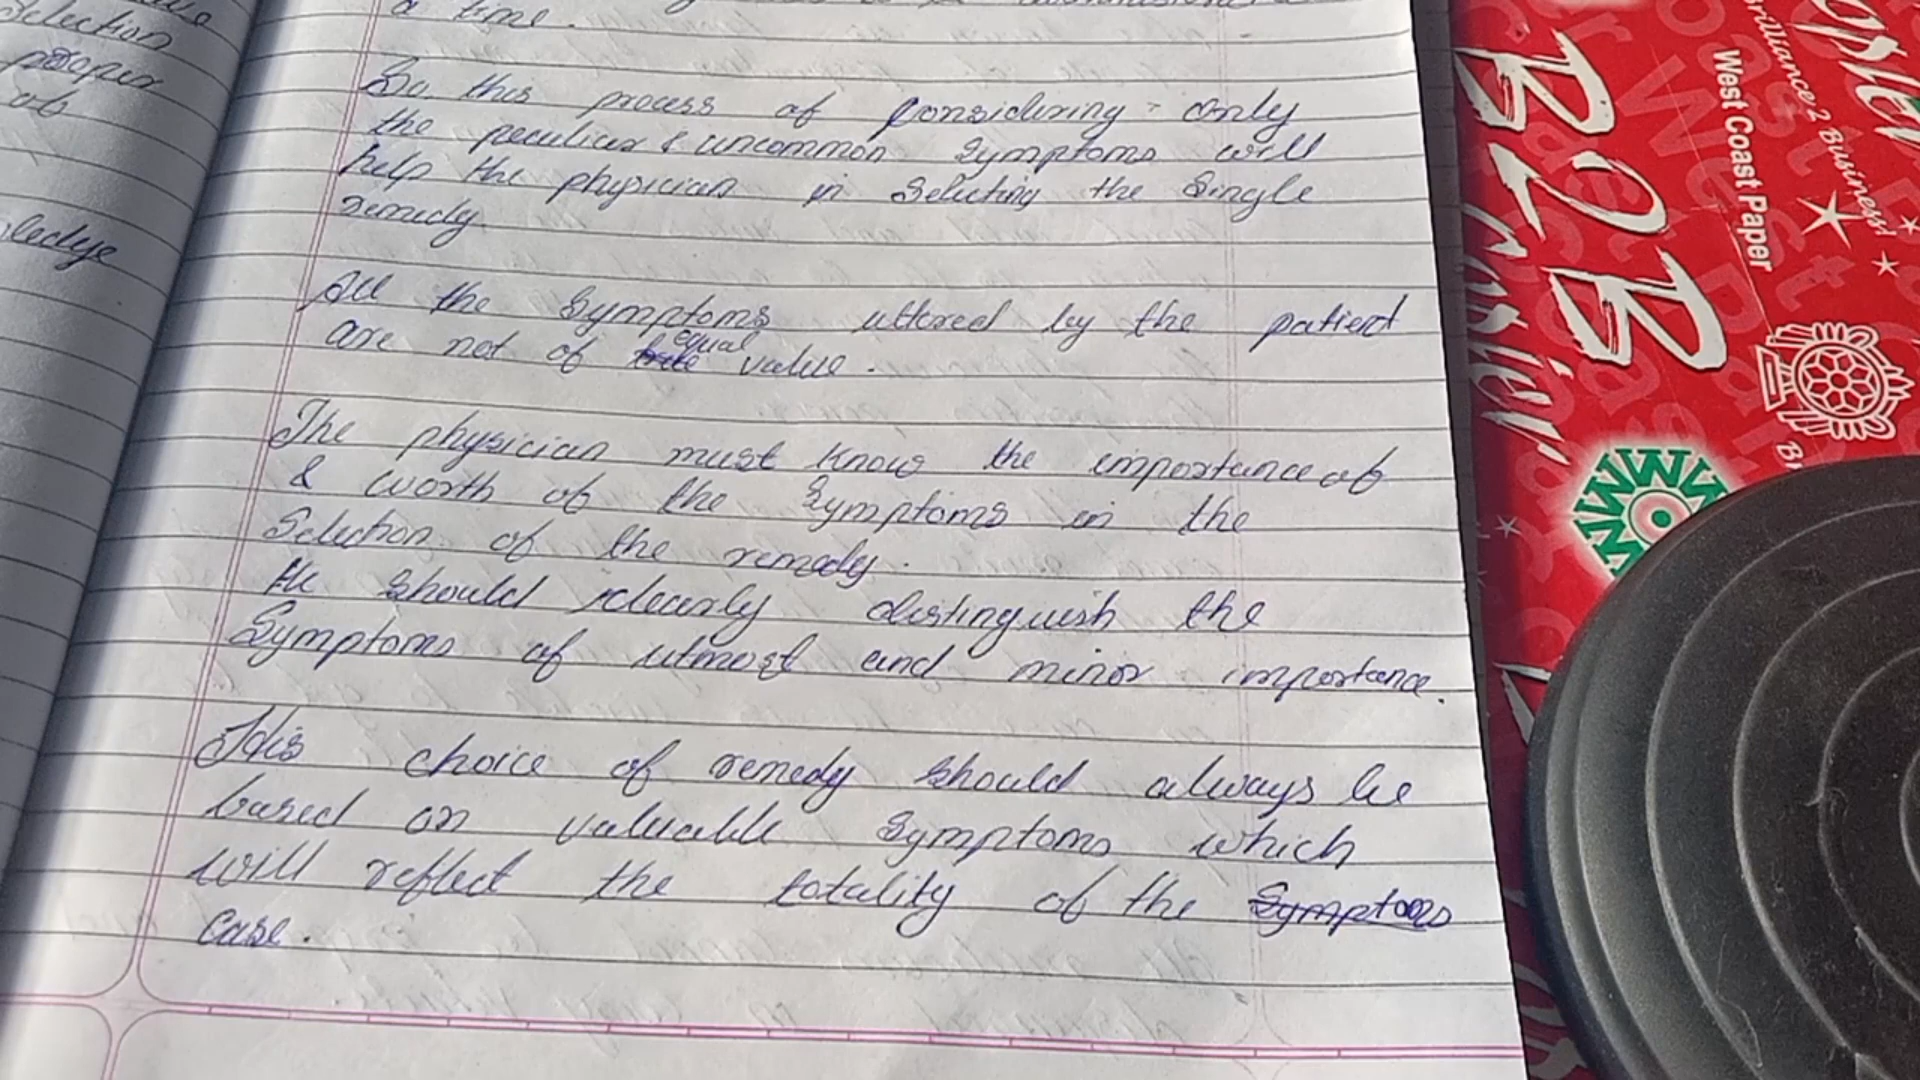 Selection
proper
of
ledge
a time.
So, this process of considering only
the peculiar & uncommon symptoms will
help the physician in selecting the single
remedy.
All the symptoms uttered by the patient
are not of equal value.
The physician must know the importance of
& worth of the symptoms in the
Selection of the remedy.
He should clearly distinguish the
Symptoms of utmost and minor importance.
His choice of remedy should always be
based on valuable symptoms which
will reflect the totality of the Symptoms
case.
B2B
West Coast Paper
Brilliance 2 Business!
Copier